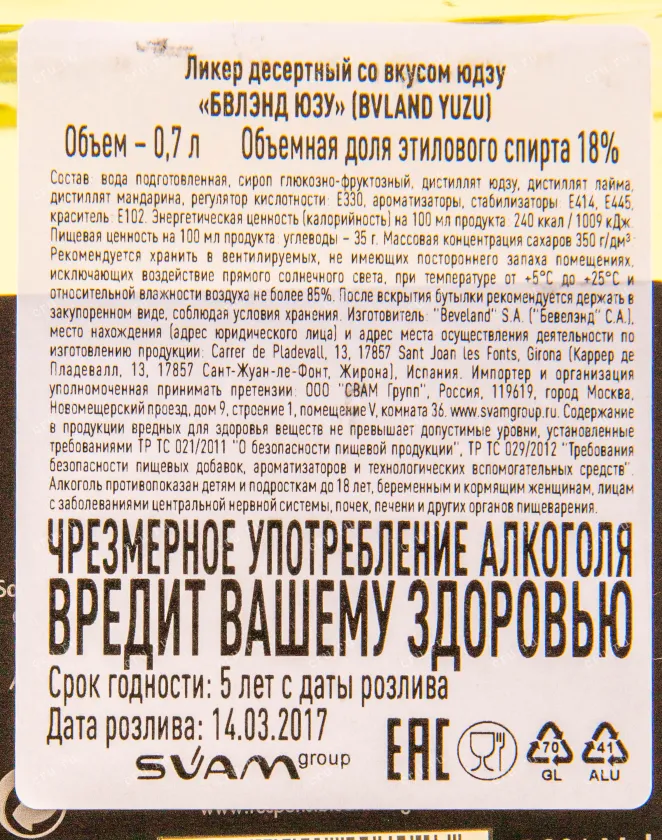 Ликер десертный со вкусом юдзу
«БВЛЭНД ЮЗУ» (BVLAND YUZU)
Объем – 0,7 л Объемная доля этилового спирта 18%
Состав: вода подготовленная, сироп глюкозно-фруктозный, дистиллят юдзу, дистиллят лайма,
дистиллят мандарина, регулятор кислотности: Е330, ароматизаторы, стабилизаторы: Е414, Е445,
краситель: Е102. Энергетическая ценность (калорийность) на 100 мл продукта: 240 ккал / 1009 кДж.
Пищевая ценность на 100 мл продукта: углеводы – 35 г. Массовая концентрация сахаров 350 г/дм³.
Рекомендуется хранить в вентилируемых, не имеющих постороннего запаха помещениях,
исключающих воздействие прямого солнечного света, при температуре от +5°С до +25°С и
относительной влажности воздуха не более 85%. После вскрытия бутылки рекомендуется держать в
закупоренном виде, соблюдая условия хранения. Изготовитель: "Beveland" S.A. ("Бевелэнд" С.А.),
место нахождения (адрес юридического лица) и адрес места осуществления деятельности по
изготовлению продукции: Carrer de Pladevall, 13, 17857 Sant Joan les Fonts, Girona (Каррер де
Пладевалл, 13, 17857 Сант-Жуан-ле-Фонт, Жирона), Испания. Импортер и организация
уполномоченная принимать претензии: ООО "СВАМ Групп", Россия, 119619, город Москва,
Новомещерский проезд, дом 9, строение 1, помещение V, комната 36. www.svamgroup.ru. Содержание
в продукции вредных для здоровья веществ не превышает допустимые уровни, установленные
требованиями ТР ТС 021/2011 "О безопасности пищевой продукции", ТР ТС 029/2012 "Требования
безопасности пищевых добавок, ароматизаторов и технологических вспомогательных средств".
Алкоголь противопоказан детям и подросткам до 18 лет, беременным и кормящим женщинам, лицам
с заболеваниями центральной нервной системы, почек, печени и других органов пищеварения.
ЧРЕЗМЕРНОЕ УПОТРЕБЛЕНИЕ АЛКОГОЛЯ
ВРЕДИТ ВАШЕМУ ЗДОРОВЬЮ
Срок годности: 5 лет с даты розлива
Дата розлива: 14.03.2017
SVAM group EAC 70 GL 41 ALU